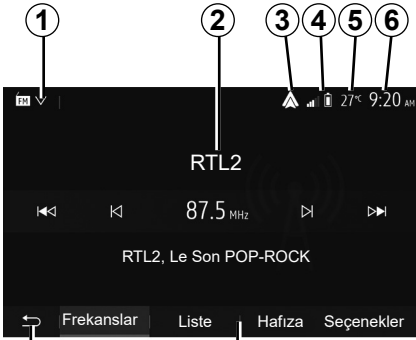 1 2 3 4 5 6
FM 27°C 9:20 AM
RTL2
87.5 MHz
RTL2, Le Son POP-ROCK
Frekanslar Liste Hafıza Seçenekler